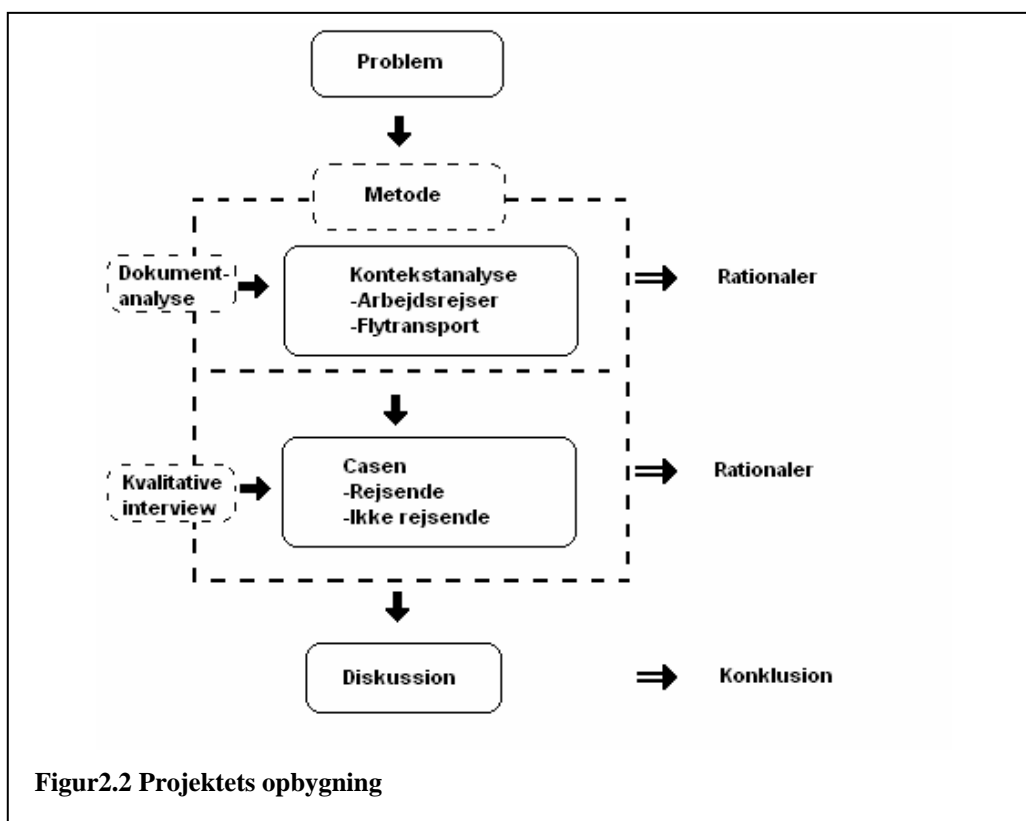 Problem
Metode
Dokument-
analyse
Kontekstanalyse
-Arbejdsrejser
-Flytransport
Rationaler
Kvalitative
interview
Casen
-Rejsende
-Ikke rejsende
Rationaler
Diskussion
Konklusion
Figur2.2 Projektets opbygning